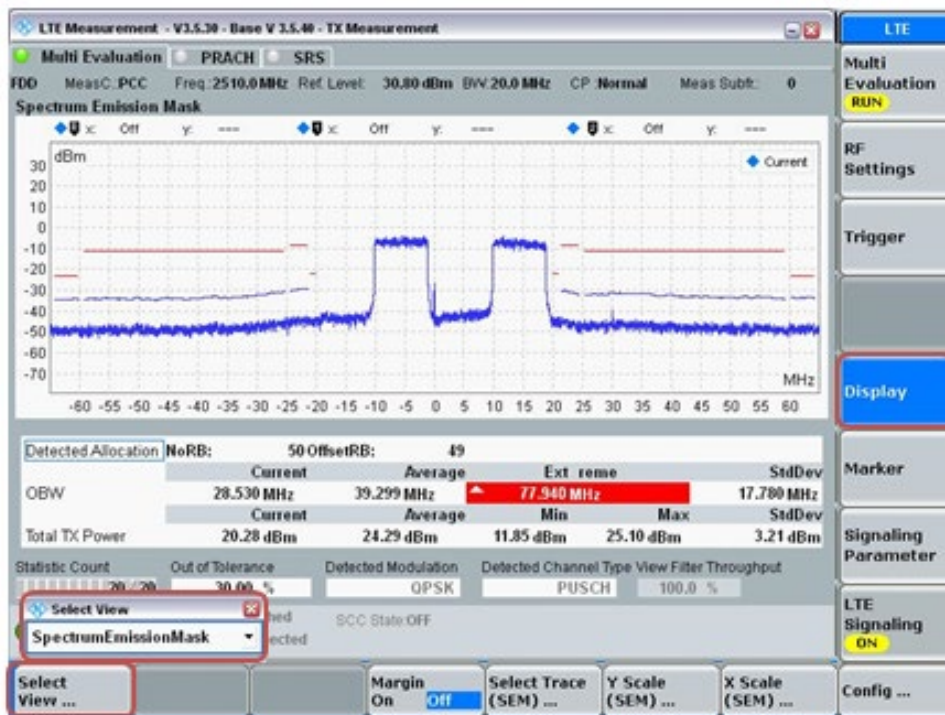 LTE Measurement - V3.5.30 - Base V 3.5.40 - TX Measurement
LTE
Multi Evaluation PRACH SRS
FDD MeasC.:PCC Freq.:2510.0 MHz Ref. Level: 30.80 dBm BW:20.0 MHz CP :Normal Meas Subfr.: 0
Spectrum Emission Mask
x: Off y: --- x: Off y: --- x: Off y: ---
dBm
Current
30
20
10
0
-10
-20
-30
-40
-50
-60
-70
MHz
-60 -55 -50 -45 -40 -35 -30 -25 -20 -15 -10 -5 0 5 10 15 20 25 30 35 40 45 50 55 60
Detected Allocation NoRB: 50 OffsetRB: 49
Current Average Ext reme StdDev
OBW 28.530 MHz 39.299 MHz 77.940 MHz 17.780 MHz
Current Average Min Max StdDev
Total TX Power 20.28 dBm 24.29 dBm 11.85 dBm 25.10 dBm 3.21 dBm
Statistic Count Out of Tolerance Detected Modulation Detected Channel Type View Filter Throughput
20 / 20 30.00 % QPSK PUSCH 100.0 %
Select View
SpectrumEmissionMask
SCC State:OFF
Select View ...
Margin On Off
Select Trace (SEM) ...
Y Scale (SEM) ...
X Scale (SEM) ...
Multi Evaluation
RUN
RF Settings
Trigger
Display
Marker
Signaling Parameter
LTE Signaling
ON
Config ...